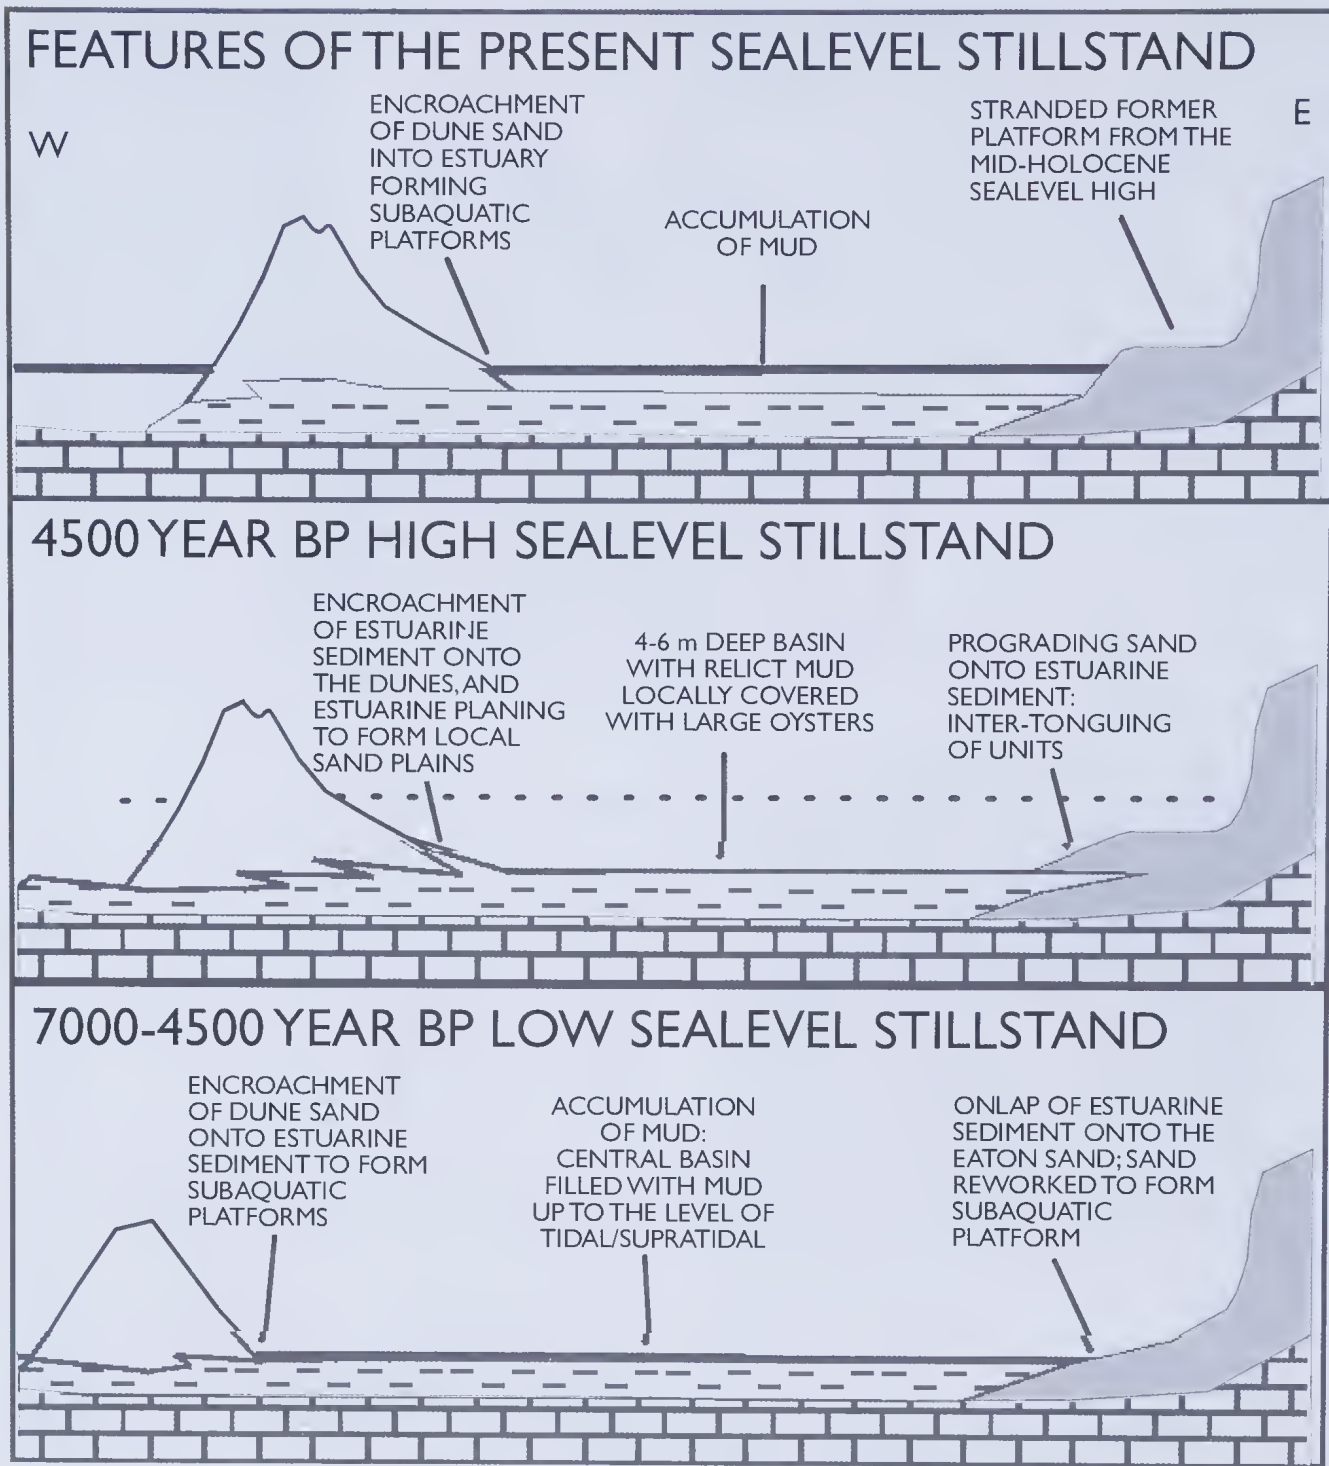 FEATURES OF THE PRESENT SEALEVEL STILLSTAND
W
ENCROACHMENT
OF DUNE SAND
INTO ESTUARY
FORMING
SUBAQUATIC
PLATFORMS
ACCUMULATION
OF MUD
STRANDED FORMER
PLATFORM FROM THE
MID-HOLOCENE
SEALEVEL HIGH
E
4500 YEAR BP HIGH SEALEVEL STILLSTAND
ENCROACHMENT
OF ESTUARINE
SEDIMENT ONTO
THE DUNES, AND
ESTUARINE PLANING
TO FORM LOCAL
SAND PLAINS
4-6 m DEEP BASIN
WITH RELICT MUD
LOCALLY COVERED
WITH LARGE OYSTERS
PROGRADING SAND
ONTO ESTUARINE
SEDIMENT:
INTER-TONGUING
OF UNITS
7000-4500 YEAR BP LOW SEALEVEL STILLSTAND
ENCROACHMENT
OF DUNE SAND
ONTO ESTUARINE
SEDIMENT TO FORM
SUBAQUATIC
PLATFORMS
ACCUMULATION
OF MUD:
CENTRAL BASIN
FILLED WITH MUD
UP TO THE LEVEL OF
TIDAL/SUPRATIDAL
ONLAP OF ESTUARINE
SEDIMENT ONTO THE
EATON SAND; SAND
REWORKED TO FORM
SUBAQUATIC
PLATFORM